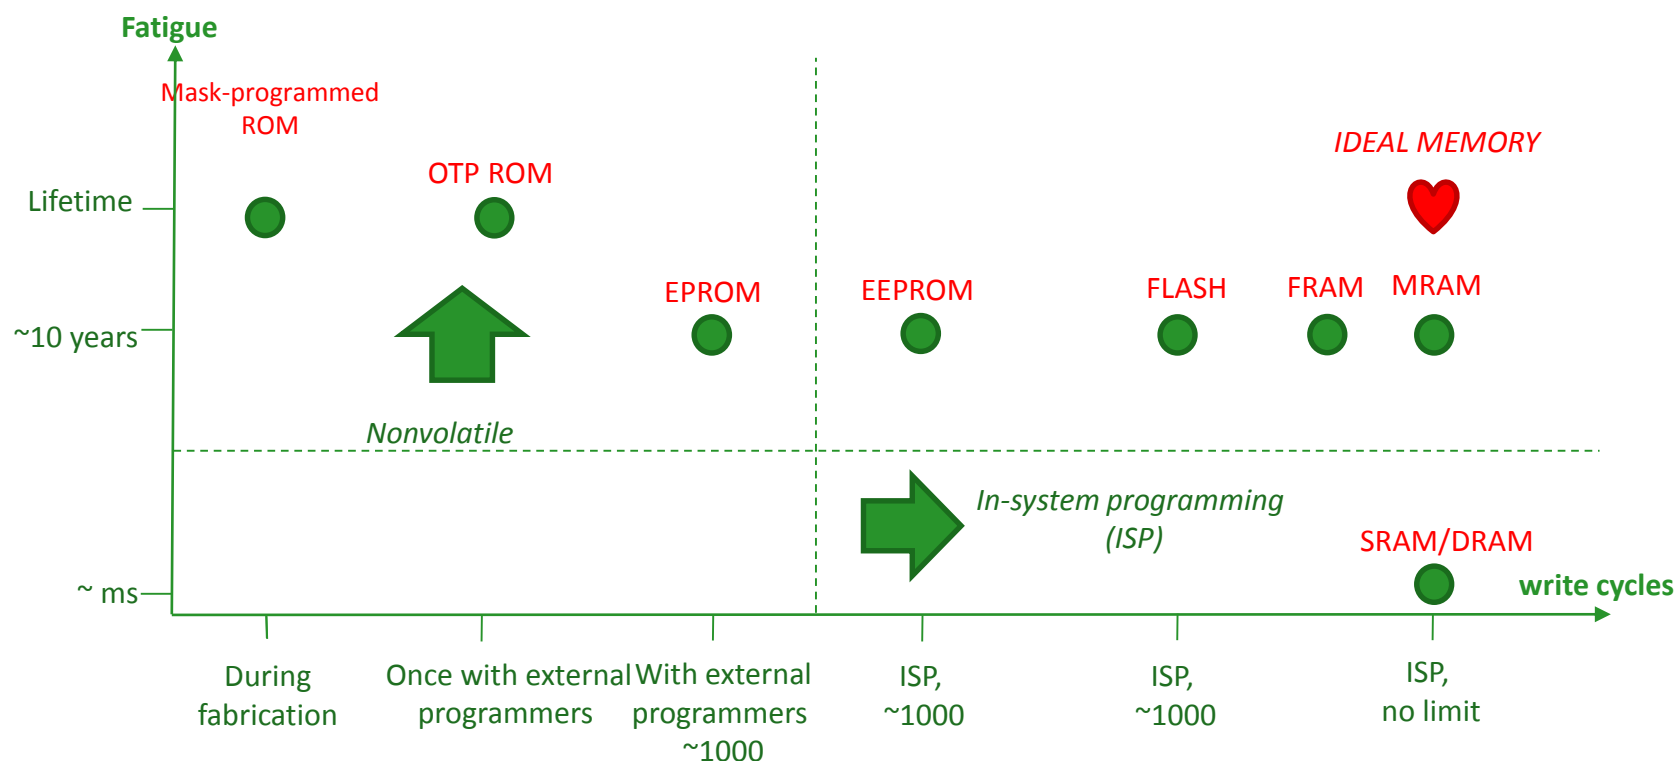 Fatigue
Mask-programmed
ROM
OTP ROM
IDEAL MEMORY
Lifetime
EPROM
EEPROM
FLASH
FRAM
MRAM
~10 years
Nonvolatile
In-system programming
(ISP)
SRAM/DRAM
~ ms
write cycles
During
fabrication
Once with external
programmers
With external
programmers
~1000
ISP,
~1000
ISP,
~1000
ISP,
no limit